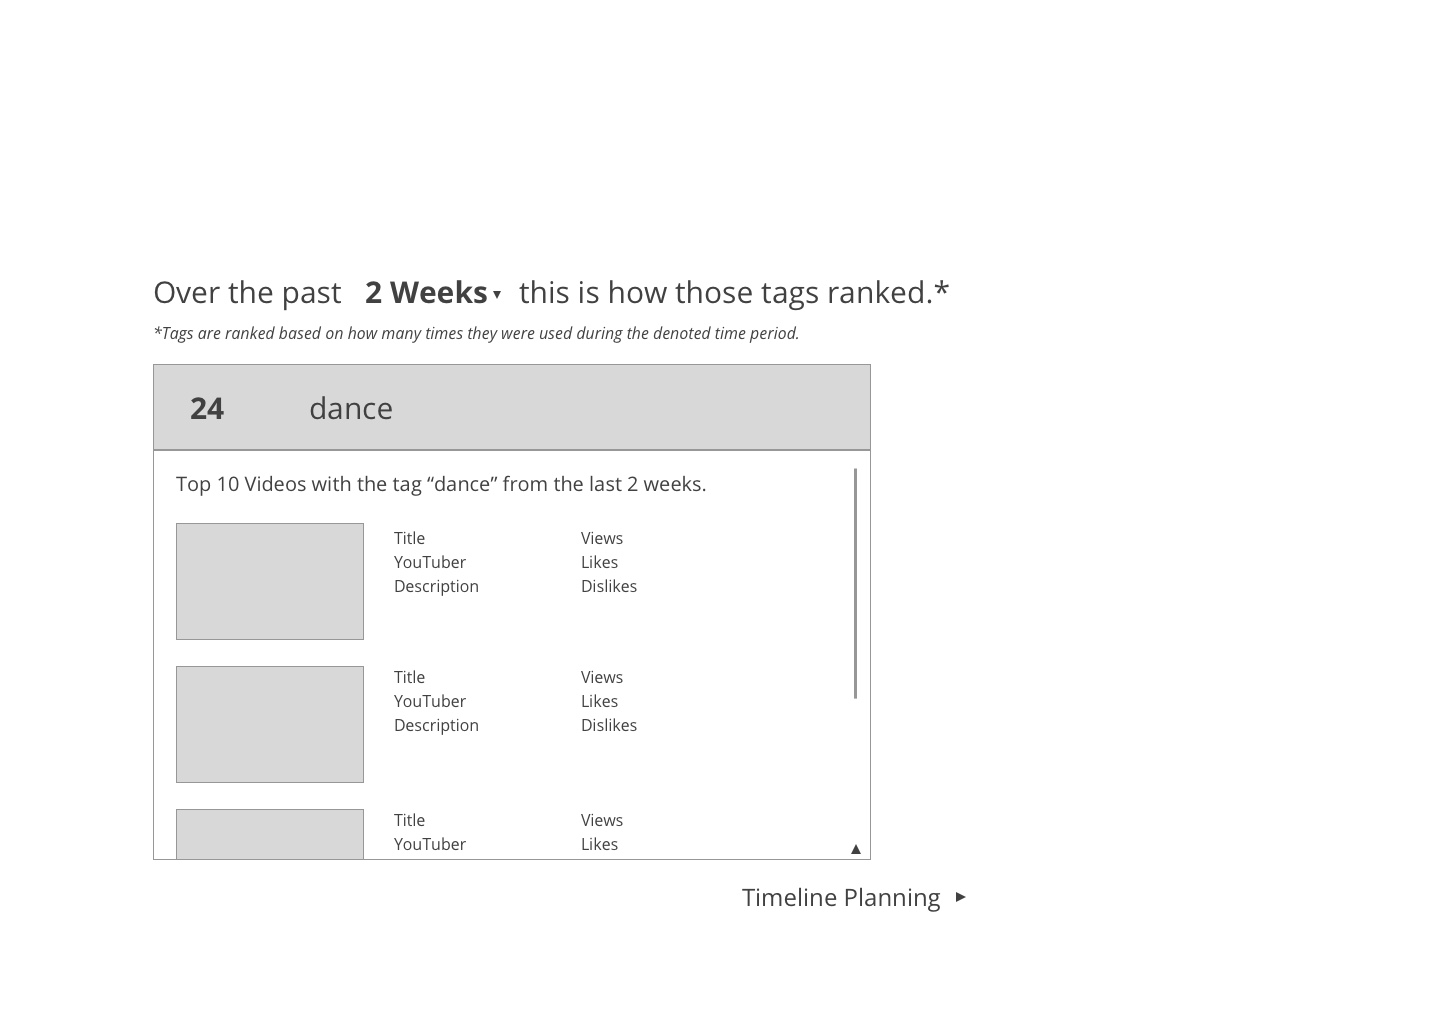 Over the past 2 Weeks ▾ this is how those tags ranked.*
*Tags are ranked based on how many times they were used during the denoted time period.
24 dance
Top 10 Videos with the tag “dance” from the last 2 weeks.
Title Views
YouTuber Likes
Description Dislikes
Title Views
YouTuber Likes
Description Dislikes
Title Views
YouTuber Likes
Timeline Planning ▸